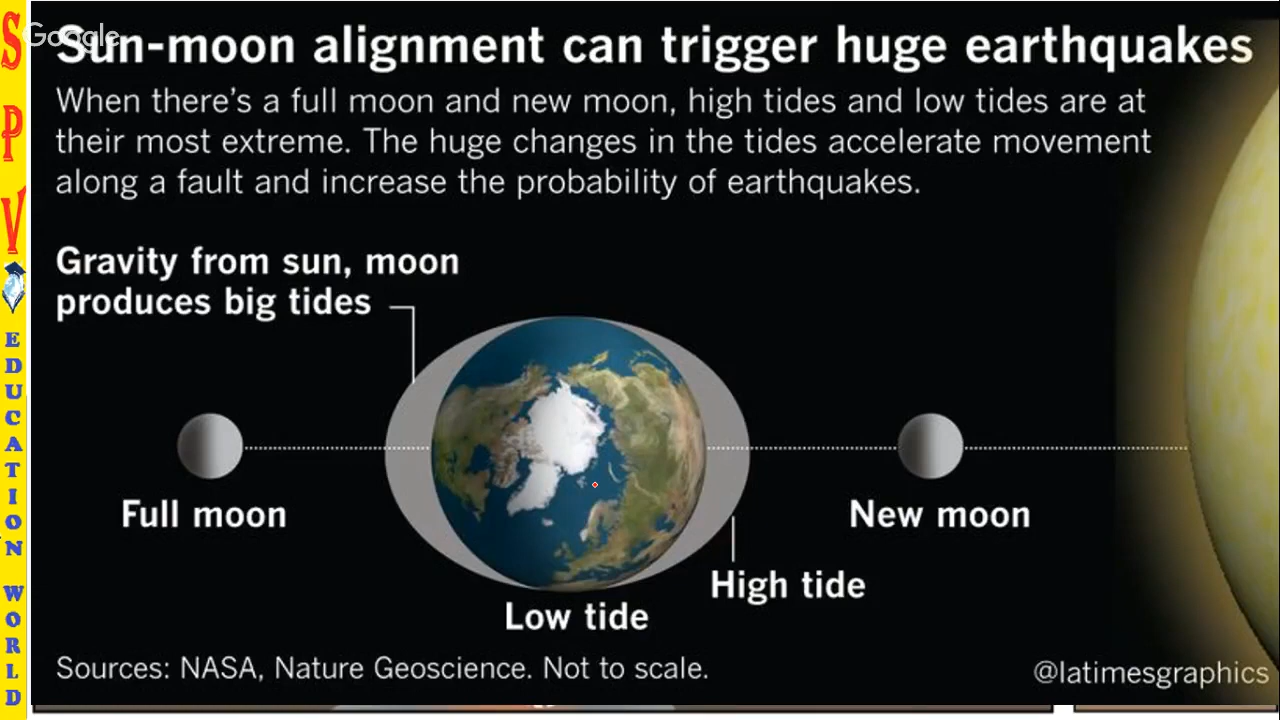 Google
Sun-moon alignment can trigger huge earthquakes
When there's a full moon and new moon, high tides and low tides are at
their most extreme. The huge changes in the tides accelerate movement
along a fault and increase the probability of earthquakes.
Gravity from sun, moon
produces big tides
Full moon
New moon
High tide
Low tide
Sources: NASA, Nature Geoscience. Not to scale.
@latimesgraphics
SPV
EDUCATION
WORLD